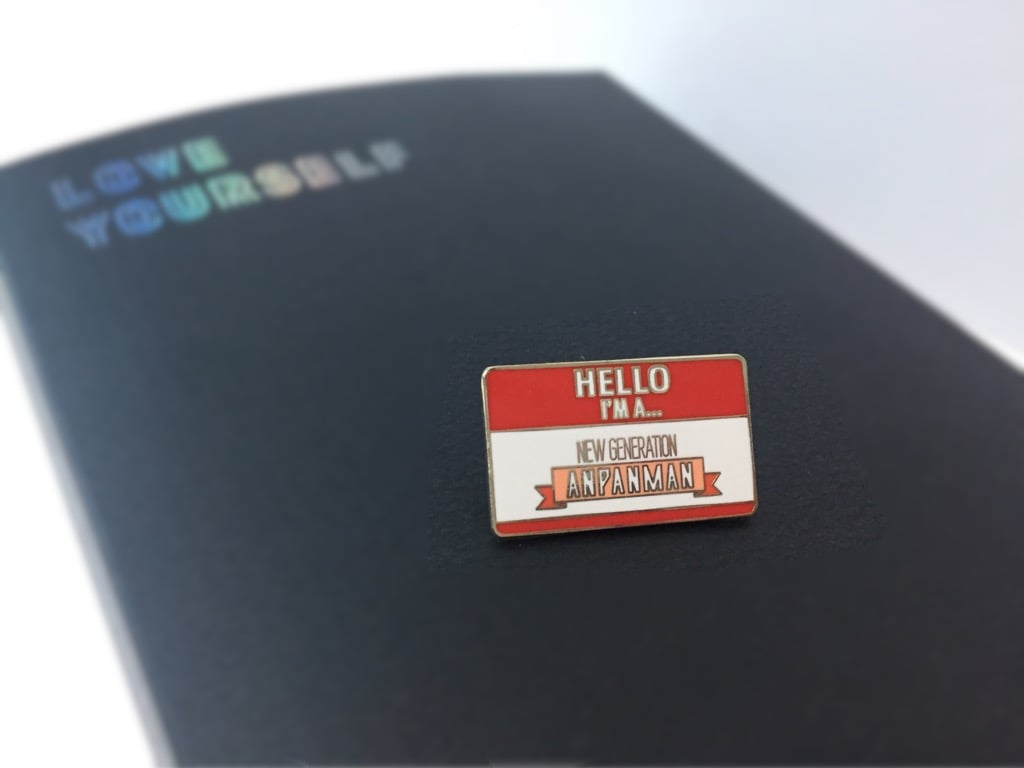 LOVE
YOURSELF
HELLO
I'M A...
NEW GENERATION
ANPANMAN